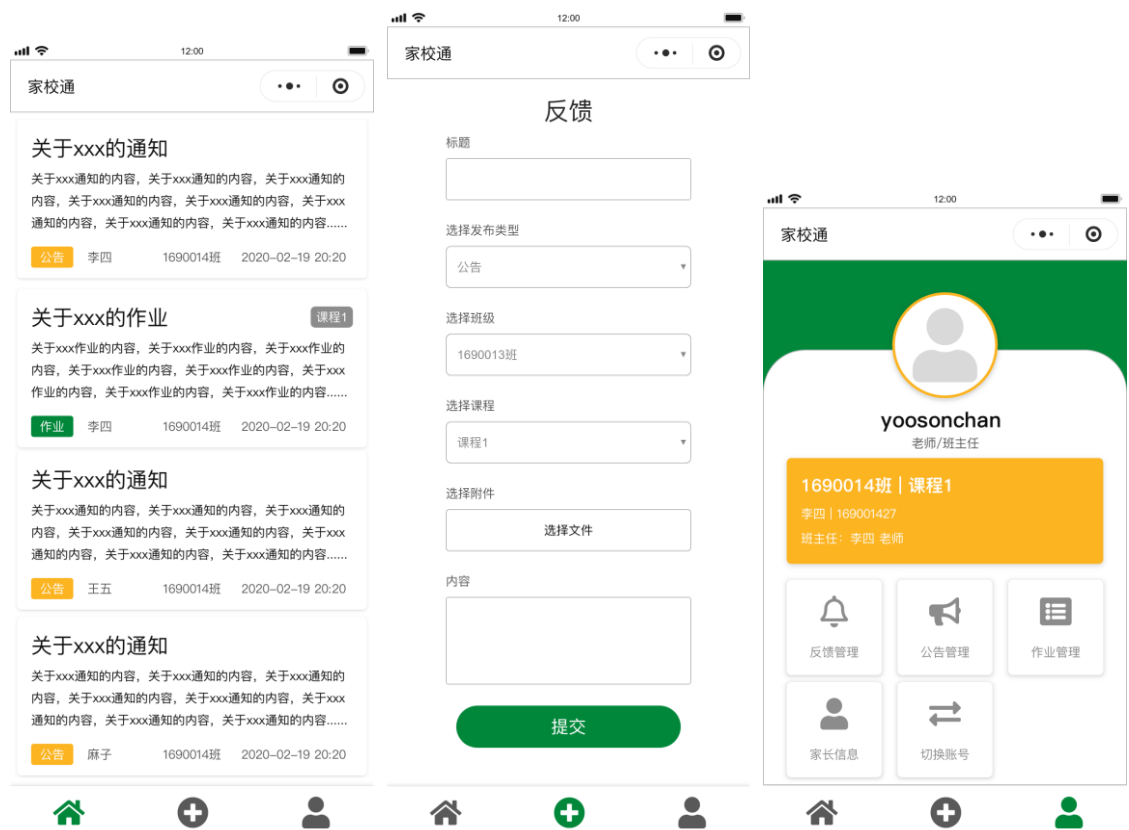 12:00
家校通
关于xxx的通知
关于xxx通知的内容，关于xxx通知的内容，关于xxx通知的
内容，关于xxx通知的内容，关于xxx通知的内容，关于xxx
通知的内容，关于xxx通知的内容，关于xxx通知的内容......
公告 李四 1690014班 2020-02-19 20:20
关于xxx的作业 课程1
关于xxx作业的内容，关于xxx作业的内容，关于xxx作业的
内容，关于xxx作业的内容，关于xxx作业的内容，关于xxx
作业的内容，关于xxx作业的内容，关于xxx作业的内容......
作业 李四 1690014班 2020-02-19 20:20
关于xxx的通知
关于xxx通知的内容，关于xxx通知的内容，关于xxx通知的
内容，关于xxx通知的内容，关于xxx通知的内容，关于xxx
通知的内容，关于xxx通知的内容，关于xxx通知的内容......
公告 王五 1690014班 2020-02-19 20:20
关于xxx的通知
关于xxx通知的内容，关于xxx通知的内容，关于xxx通知的
内容，关于xxx通知的内容，关于xxx通知的内容，关于xxx
通知的内容，关于xxx通知的内容，关于xxx通知的内容......
公告 麻子 1690014班 2020-02-19 20:20
12:00
家校通
反馈
标题
选择发布类型
公告
选择班级
1690013班
选择课程
课程1
选择附件
选择文件
内容
提交
12:00
家校通
yoosonchan
老师/班主任
1690014班 | 课程1
李四 | 169001427
班主任：李四 老师
反馈管理 公告管理 作业管理
家长信息 切换账号